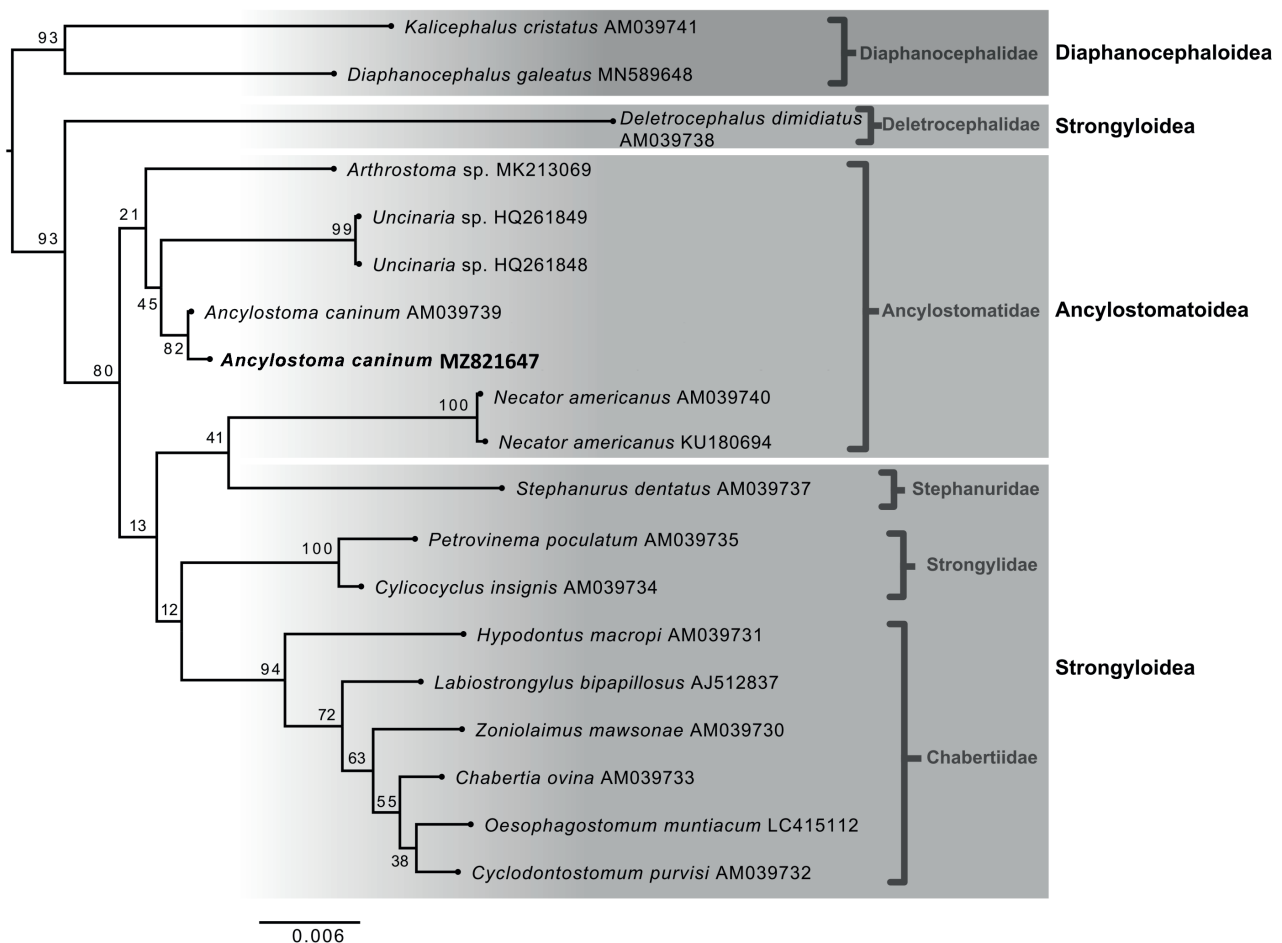 93
Kalicephalus cristatus AM039741
Diaphanocephalidae
Diaphanocephaloidea
Diaphanocephalus galeatus MN589648
Deletrocephalus dimidiatus
AM039738
Deletrocephalidae
Strongyloidea
Arthrostoma sp. MK213069
21
Uncinaria sp. HQ261849
93
99
Uncinaria sp. HQ261848
45
Ancylostoma caninum AM039739
Ancylostomatidae
Ancylostomatoidea
82
Ancylostoma caninum MZ821647
80
Necator americanus AM039740
100
41
Necator americanus KU180694
Stephanurus dentatus AM039737
Stephanuridae
13
Petrovinema poculatum AM039735
100
Strongylidae
Cylicocyclus insignis AM039734
12
Hypodontus macropi AM039731
94
Strongyloidea
Labiostrongylus bipapillosus AJ512837
72
Zoniolaimus mawsonae AM039730
63
Chabertiidae
Chabertia ovina AM039733
55
Oesophagostomum muntiacum LC415112
38
Cyclodontostomum purvisi AM039732
0.006